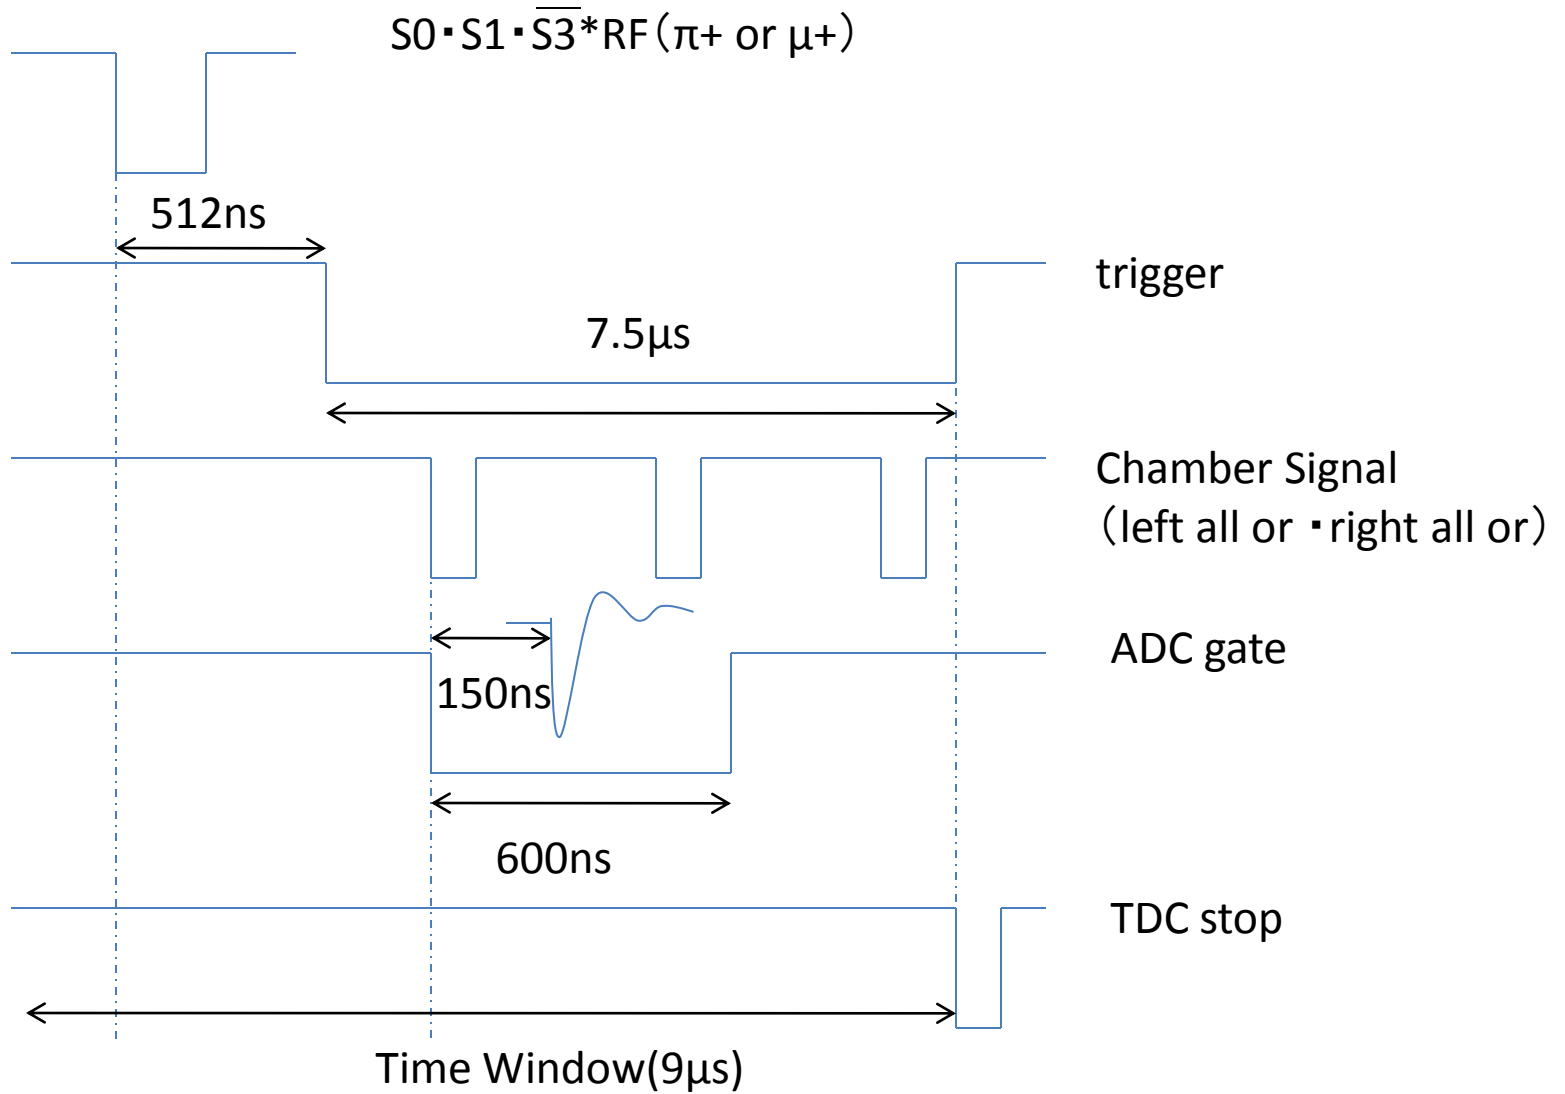 S0・S1・S3*RF（π+ or μ+）
512ns
trigger
7.5μs
Chamber Signal
（left all or ・right all or）
ADC gate
150ns
600ns
TDC stop
Time Window(9μs)